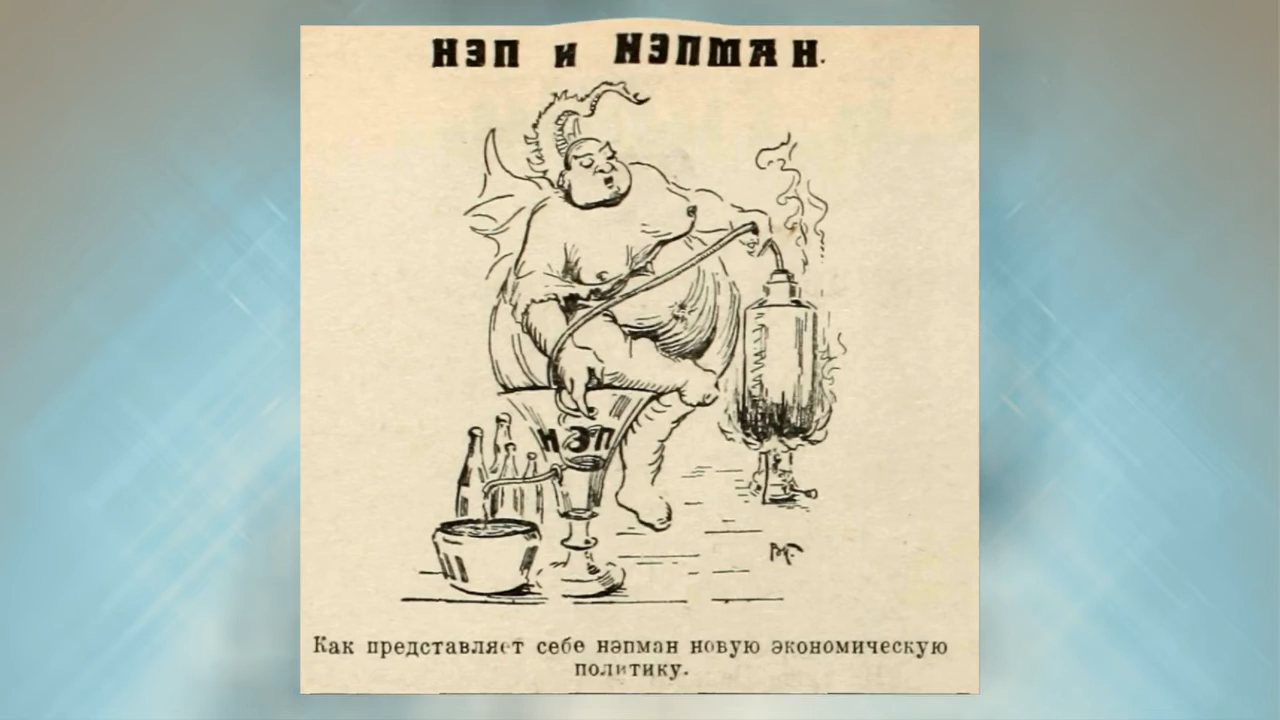 НЭП и НЭПМАН.
НЭП
Как представляет себе нэпман новую экономическую
политику.